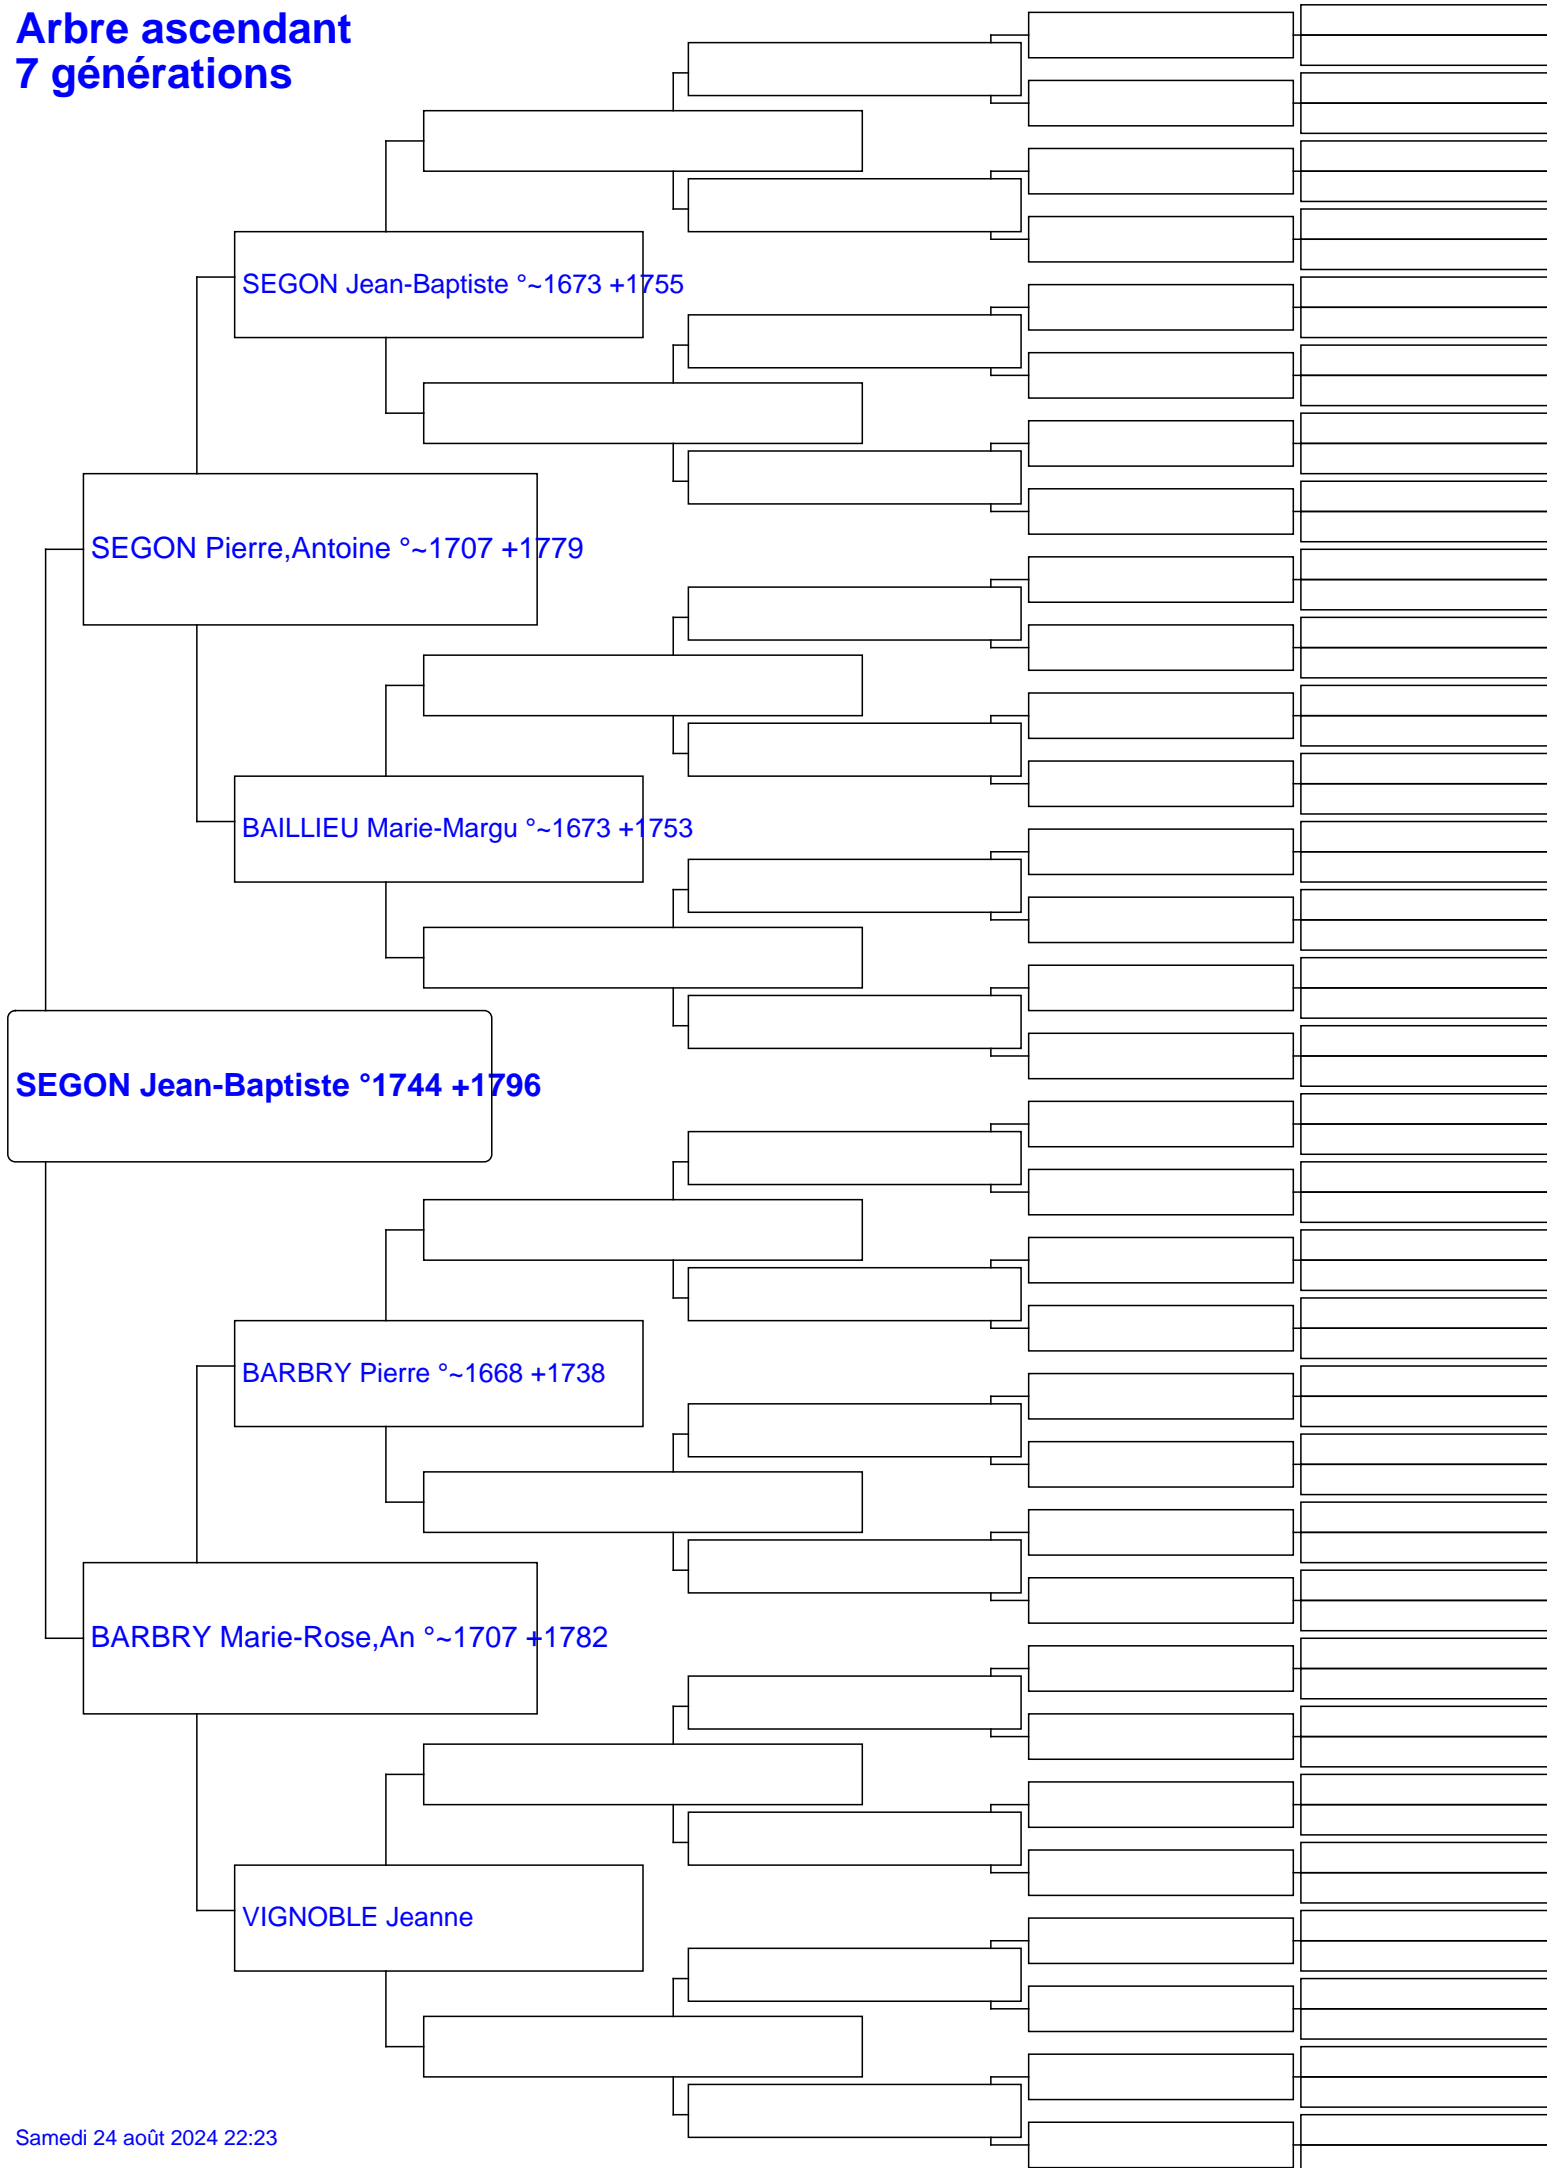 Arbre ascendant
7 générations
SEGON Jean-Baptiste °~1673 +1755
SEGON Pierre,Antoine °~1707 +1779
BAILLIEU Marie-Margu °~1673 +1753
SEGON Jean-Baptiste °1744 +1796
BARBRY Pierre °~1668 +1738
BARBRY Marie-Rose,An °~1707 +1782
VIGNOBLE Jeanne
Samedi 24 août 2024 22:23